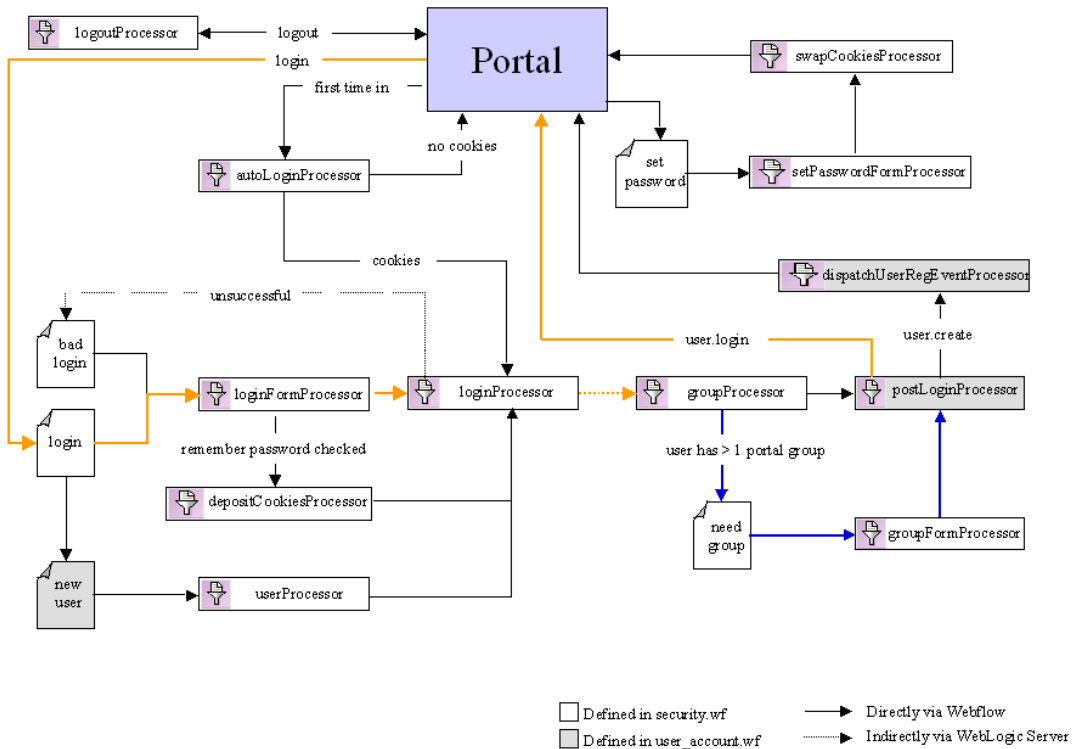 logoutProcessor
logout
Portal
login
swapCookiesProcessor
first time in
no cookies
set
password
autoLoginProcessor
setPasswordFormProcessor
cookies
dispatchUserRegEventProcessor
unsuccessful
bad
login
user.login
user.create
loginFormProcessor
loginProcessor
groupProcessor
postLoginProcessor
login
remember password checked
user has > 1 portal group
depositCookiesProcessor
need
group
groupFormProcessor
new
user
userProcessor
Defined in security.wf
Directly via Webflow
Defined in user_account.wf
Indirectly via WebLogic Server